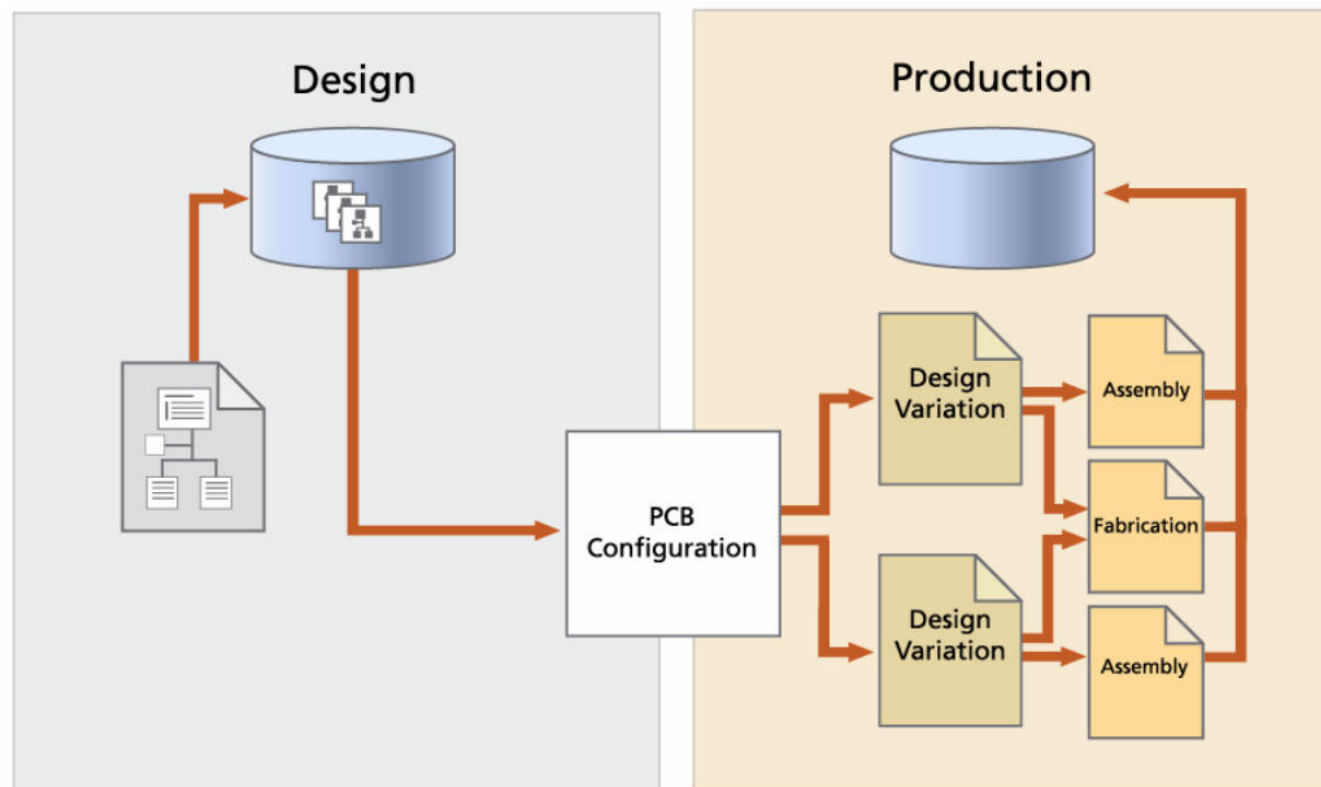 Design
Production
Design
Variation
Assembly
PCB
Configuration
Fabrication
Design
Variation
Assembly